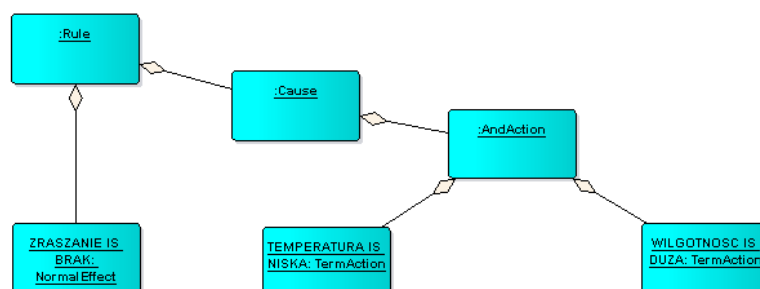 :Rule
:Cause
:AndAction
ZRASZANIE IS
BRAK:
NormalEffect
TEMPERATURA IS
NISKA: TermAction
WILGOTNOSC IS
DUZA: TermAction